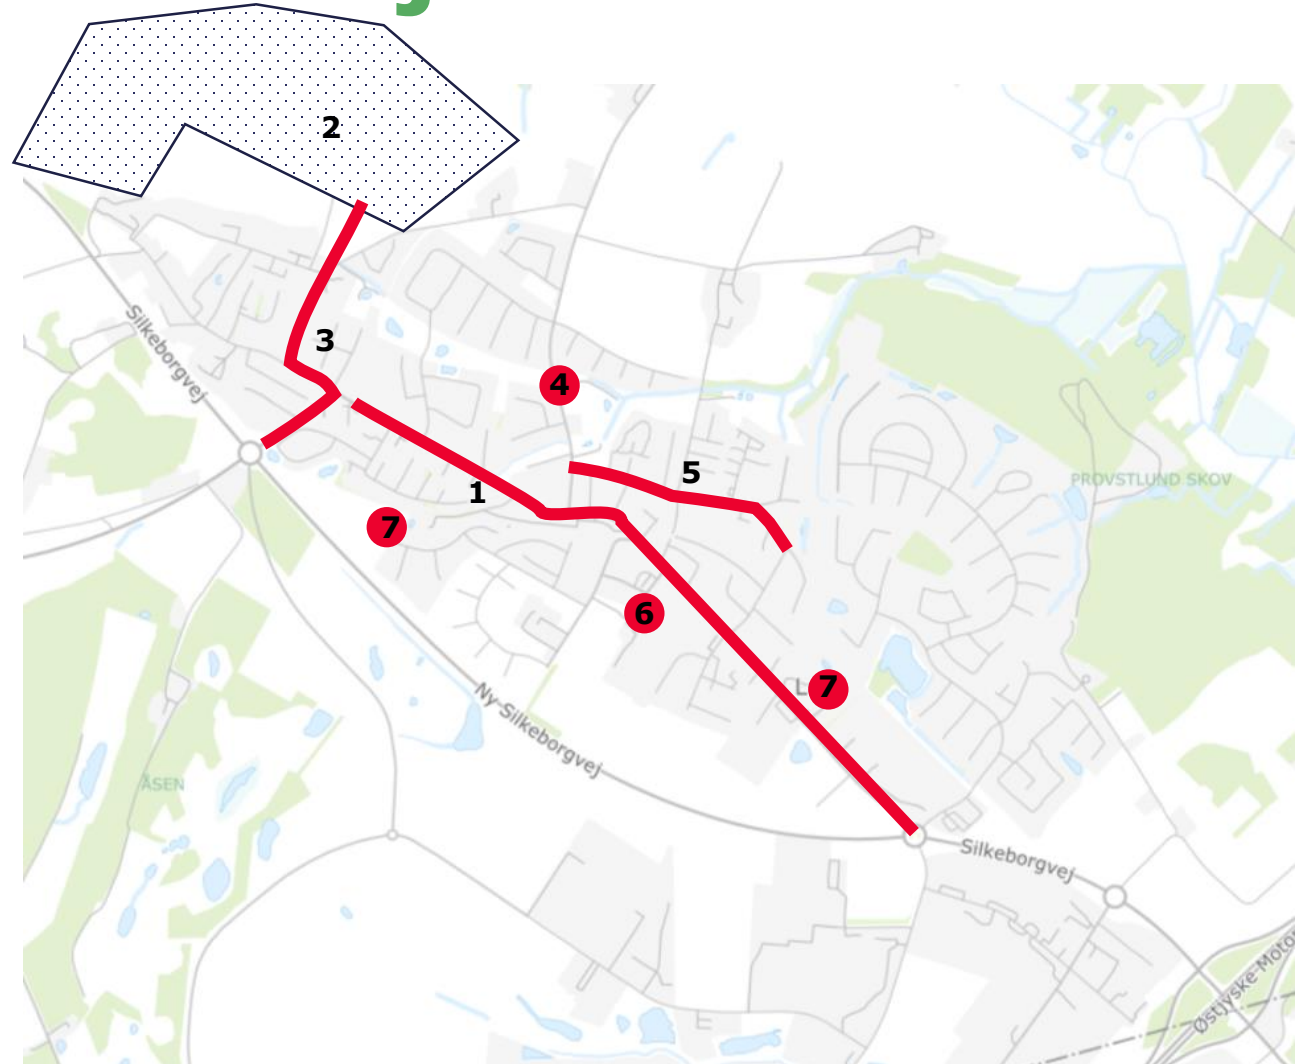 2
3
Silkeborgvej
4
5
1
PROVSTLUND SKOV
7
6
L
7
Ny Silkeborgvej
ÅSEN
Silkeborgvej
Østjyske Motor